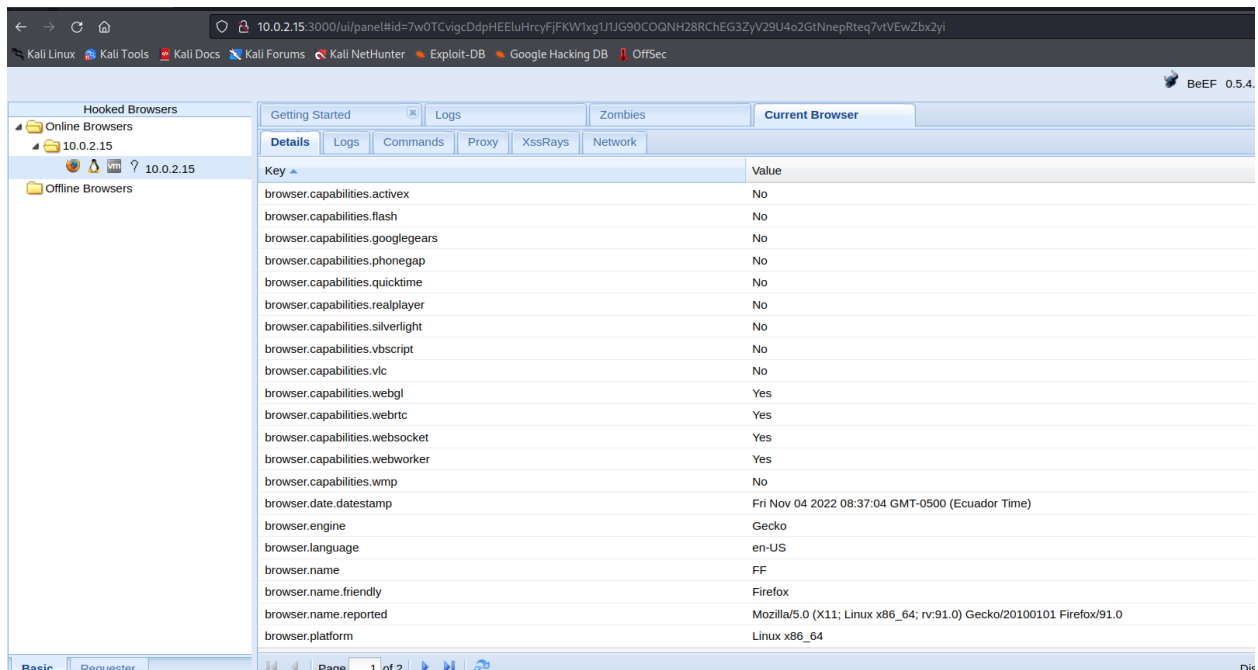 10.0.2.15:3000/ui/panel#id=7w0TCvigcDdpHEEluHrcyFjFKW1xg1J1JG90COQNH28RChEG3ZyV29U4o2GtNnepRteq7vtVEwZbx2yi
Kali Linux Kali Tools Kali Docs Kali Forums Kali NetHunter Exploit-DB Google Hacking DB OffSec
BeEF 0.5.4.
Hooked Browsers
Online Browsers
10.0.2.15
? 10.0.2.15
Offline Browsers
Getting Started Logs Zombies Current Browser
Details Logs Commands Proxy XssRays Network
Key Value
browser.capabilities.activex No
browser.capabilities.flash No
browser.capabilities.googlegears No
browser.capabilities.phonegap No
browser.capabilities.quicktime No
browser.capabilities.realplayer No
browser.capabilities.silverlight No
browser.capabilities.vbscript No
browser.capabilities.vlc No
browser.capabilities.webgl Yes
browser.capabilities.webrtc Yes
browser.capabilities.websocket Yes
browser.capabilities.webworker Yes
browser.capabilities.wmp No
browser.date.datestamp Fri Nov 04 2022 08:37:04 GMT-0500 (Ecuador Time)
browser.engine Gecko
browser.language en-US
browser.name FF
browser.name.friendly Firefox
browser.name.reported Mozilla/5.0 (X11; Linux x86_64; rv:91.0) Gecko/20100101 Firefox/91.0
browser.platform Linux x86_64
Basic Requester Page 1 of 2